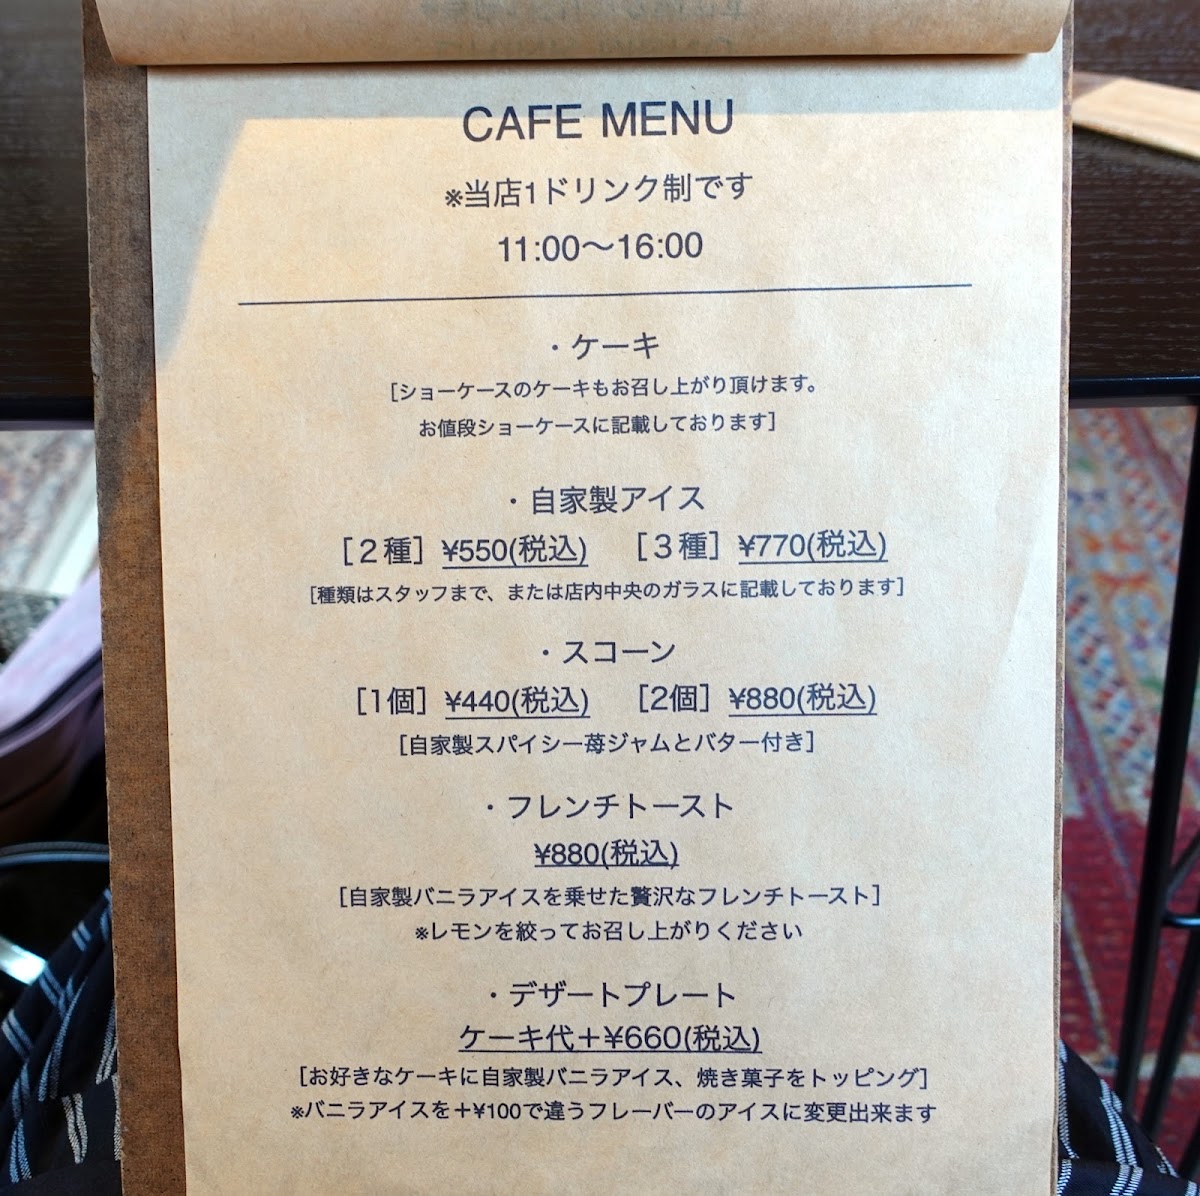 CAFE MENU
※当店1ドリンク制です
11:00〜16:00
・ケーキ
[ショーケースのケーキもお召し上がり頂けます。
お値段ショーケースに記載しております]
・自家製アイス
[２種] ¥550(税込) [３種] ¥770(税込)
[種類はスタッフまで、または店内中央のガラスに記載しております]
・スコーン
[1個] ¥440(税込) [2個] ¥880(税込)
[自家製スパイシー苺ジャムとバター付き]
・フレンチトースト
¥880(税込)
[自家製バニラアイスを乗せた贅沢なフレンチトースト]
※レモンを絞ってお召し上がりください
・デザートプレート
ケーキ代＋¥660(税込)
[お好きなケーキに自家製バニラアイス、焼き菓子をトッピング]
※バニラアイスを＋¥100で違うフレーバーのアイスに変更出来ます